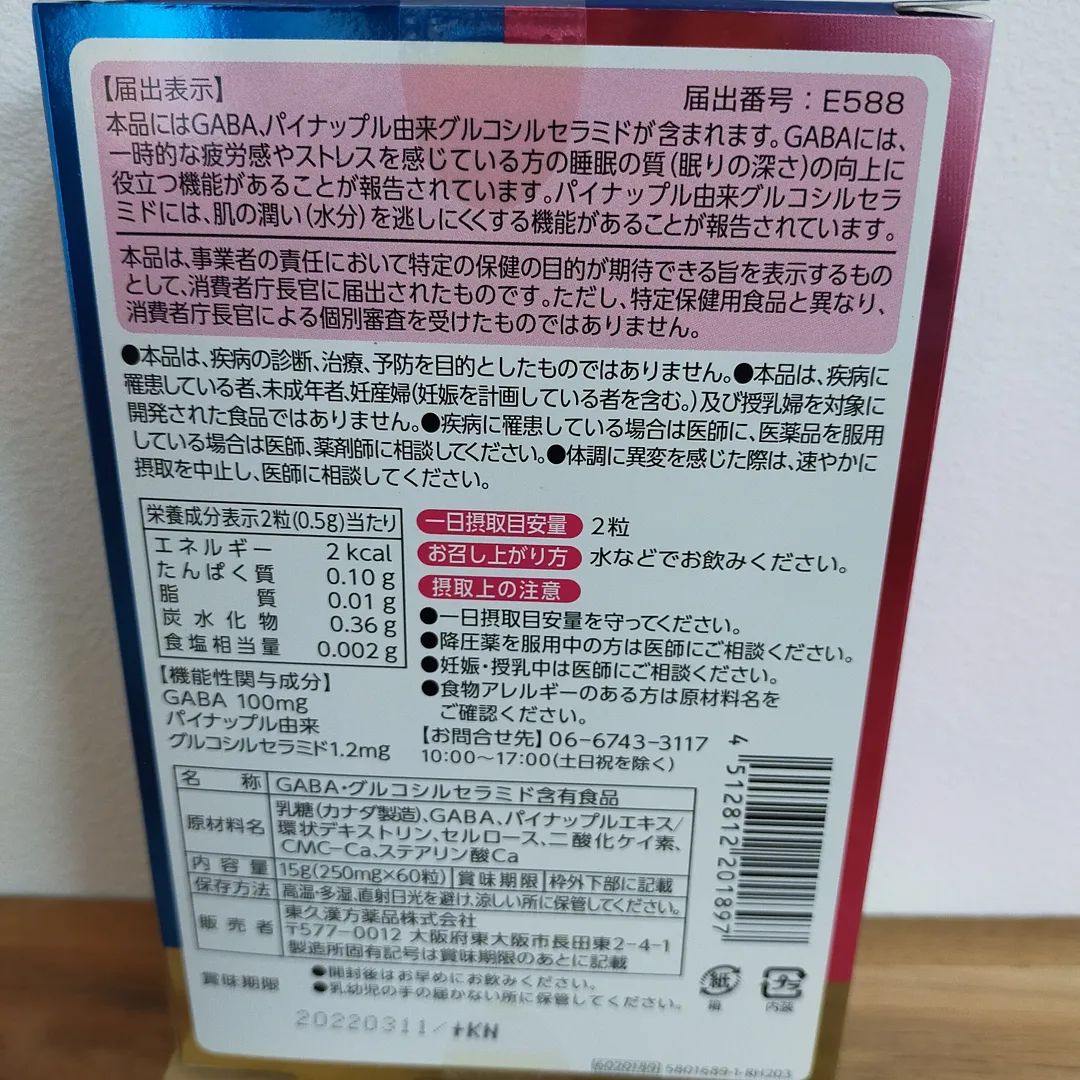 【届出表示】 届出番号：E588
本品にはGABA、パイナップル由来グルコシルセラミドが含まれます。GABAには、
一時的な疲労感やストレスを感じている方の睡眠の質（眠りの深さ）の向上に
役立つ機能があることが報告されています。パイナップル由来グルコシルセラ
ミドには、肌の潤い（水分）を逃しにくくする機能があることが報告されています。
本品は、事業者の責任において特定の保健の目的が期待できる旨を表示するもの
として、消費者庁長官に届出されたものです。ただし、特定保健用食品と異なり、
消費者庁長官による個別審査を受けたものではありません。
●本品は、疾病の診断、治療、予防を目的としたものではありません。●本品は、疾病に
罹患している者、未成年者、妊産婦（妊娠を計画している者を含む。）及び授乳婦を対象に
開発された食品ではありません。●疾病に罹患している場合は医師に、医薬品を服用
している場合は医師、薬剤師に相談してください。●体調に異変を感じた際は、速やかに
摂取を中止し、医師に相談してください。
栄養成分表示2粒(0.5g)当たり
エネルギー 2 kcal
たんぱく質 0.10 g
脂質 0.01 g
炭水化物 0.36 g
食塩相当量 0.002 g
【機能性関与成分】
GABA 100mg
パイナップル由来
グルコシルセラミド1.2mg
一日摂取目安量 2粒
お召し上がり方 水などでお飲みください。
摂取上の注意
●一日摂取目安量を守ってください。
●降圧薬を服用中の方は医師にご相談ください。
●妊娠・授乳中は医師にご相談ください。
●食物アレルギーのある方は原材料名を
ご確認ください。
【お問合せ先】06-6743-3117
10:00〜17:00（土日祝を除く）
名称 GABA・グルコシルセラミド含有食品
原材料名 乳糖（カナダ製造）、GABA、パイナップルエキス/
環状デキストリン、セルロース、二酸化ケイ素、
CMC-Ca、ステアリン酸Ca
内容量 15g(250mg×60粒) 賞味期限 枠外下部に記載
保存方法 高温・多湿、直射日光を避け、涼しい所に保管してください。
販売者 東久漢方薬品株式会社
〒577-0012 大阪府東大阪市長田東2-4-1
製造所固有記号は賞味期限のあとに記載
4512812201897
賞味期限
●開封後はお早めにお飲みください。
●乳幼児の手の届かない所に保管してください。
紙
箱
プラ
内装
20220311/+KN
6020189 5801689-1-8H203